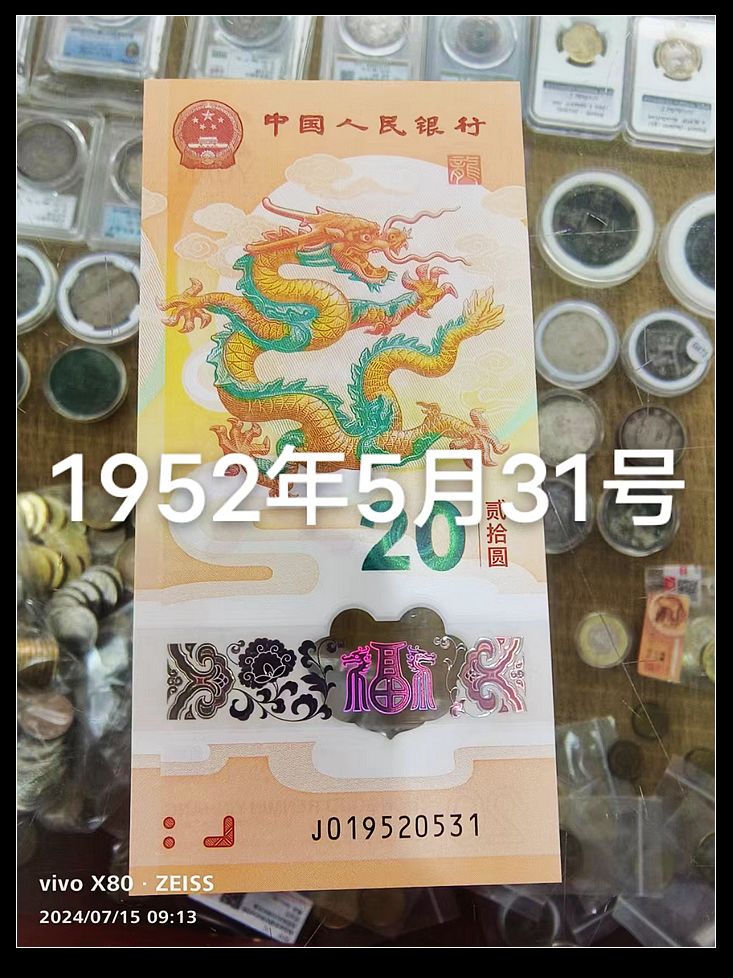 中国人民银行
龍
1952年5月31号
20
贰拾圆
福
J019520531
vivo X80 · ZEISS
2024/07/15 09:13